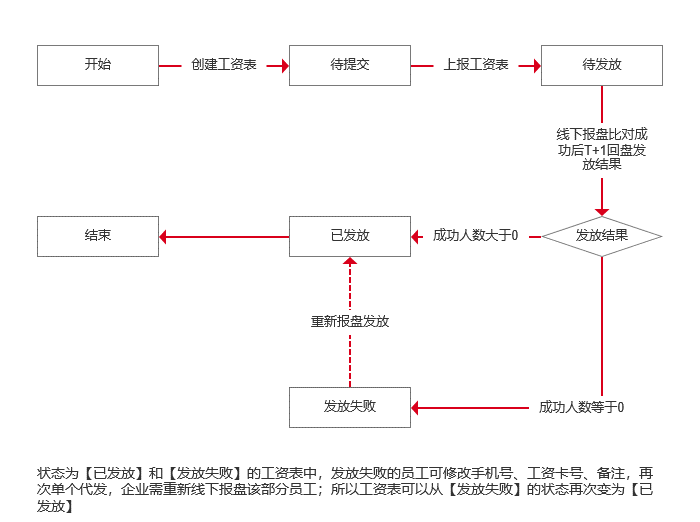 开始
创建工资表
待提交
上报工资表
待发放
线下报盘比对成
功后T+1回盘发
放结果
结束
已发放
成功人数大于0
发放结果
重新报盘发放
发放失败
成功人数等于0
状态为【已发放】和【发放失败】的工资表中，发放失败的员工可修改手机号、工资卡号、备注，再
次单个代发，企业需重新线下报盘该部分员工；所以工资表可以从【发放失败】的状态再次变为【已
发放】